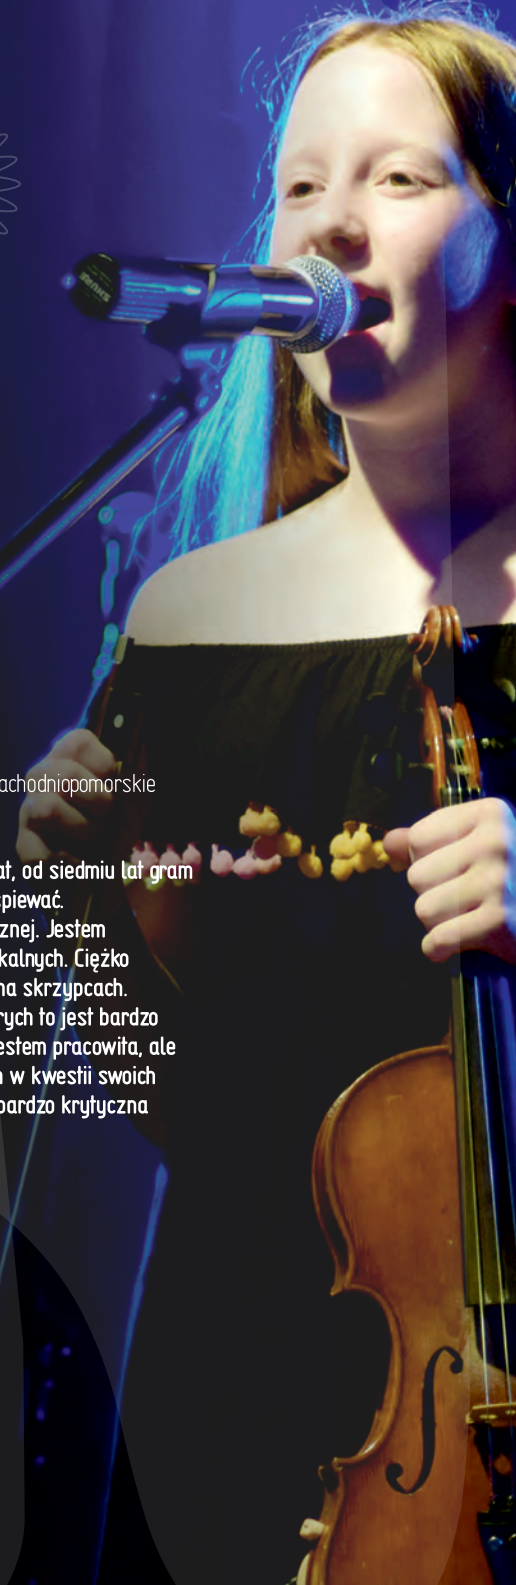 SHURE
achodniopomorskie
at, od siedmiu lat gram
śpiewać.
znej. Jestem
kalnych. Ciężko
na skrzypcach.
rych to jest bardzo
estem pracowita, ale
w kwestii swoich
bardzo krytyczna